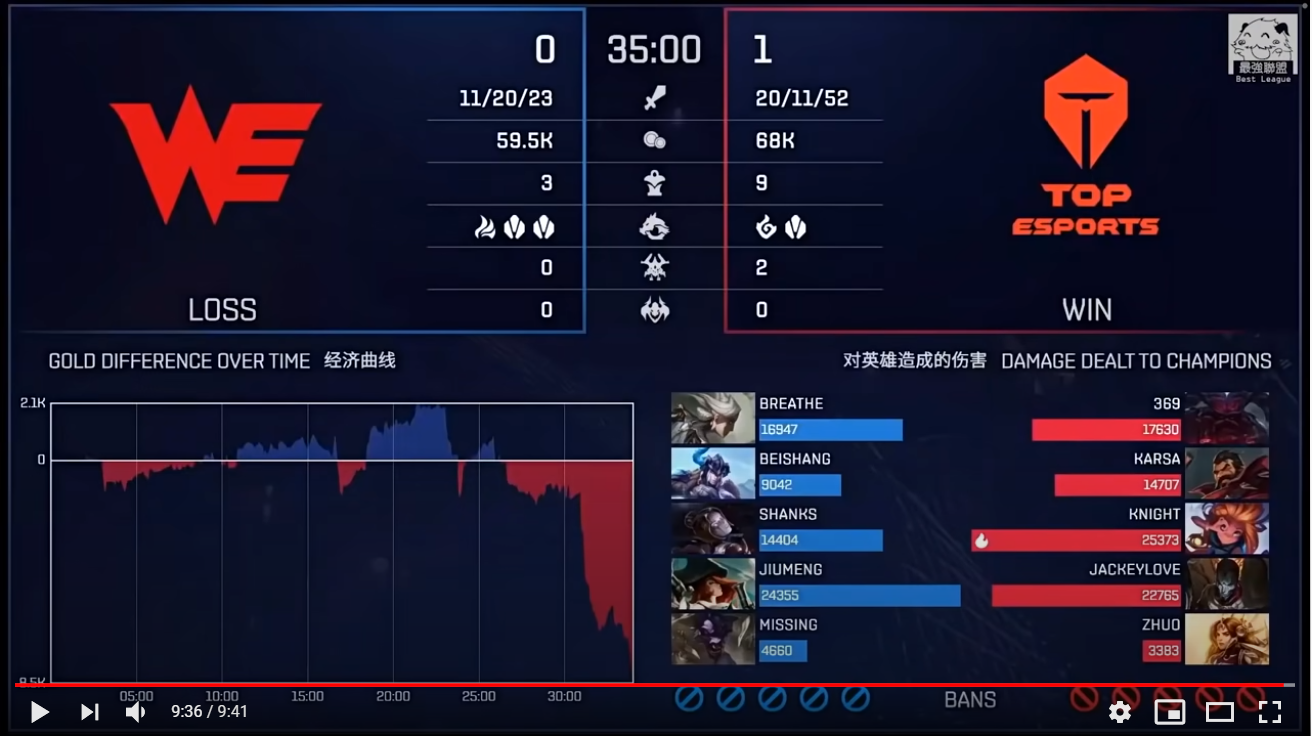 0 35:00 1
最強聯盟
Best League
11/20/23 20/11/52
59.5K 68K
3 9
0 2
0 0
WE
TOP
ESPORTS
LOSS WIN
GOLD DIFFERENCE OVER TIME 经济曲线
对英雄造成的伤害 DAMAGE DEALT TO CHAMPIONS
2.1K
0
8.5K
05:00 10:00 15:00 20:00 25:00 30:00
BREATHE 369
16947 17630
BEISHANG KARSA
9042 14707
SHANKS KNIGHT
14404 25373
JIUMENG JACKEYLOVE
24355 22765
MISSING ZHUO
4660 3383
BANS
9:36 / 9:41